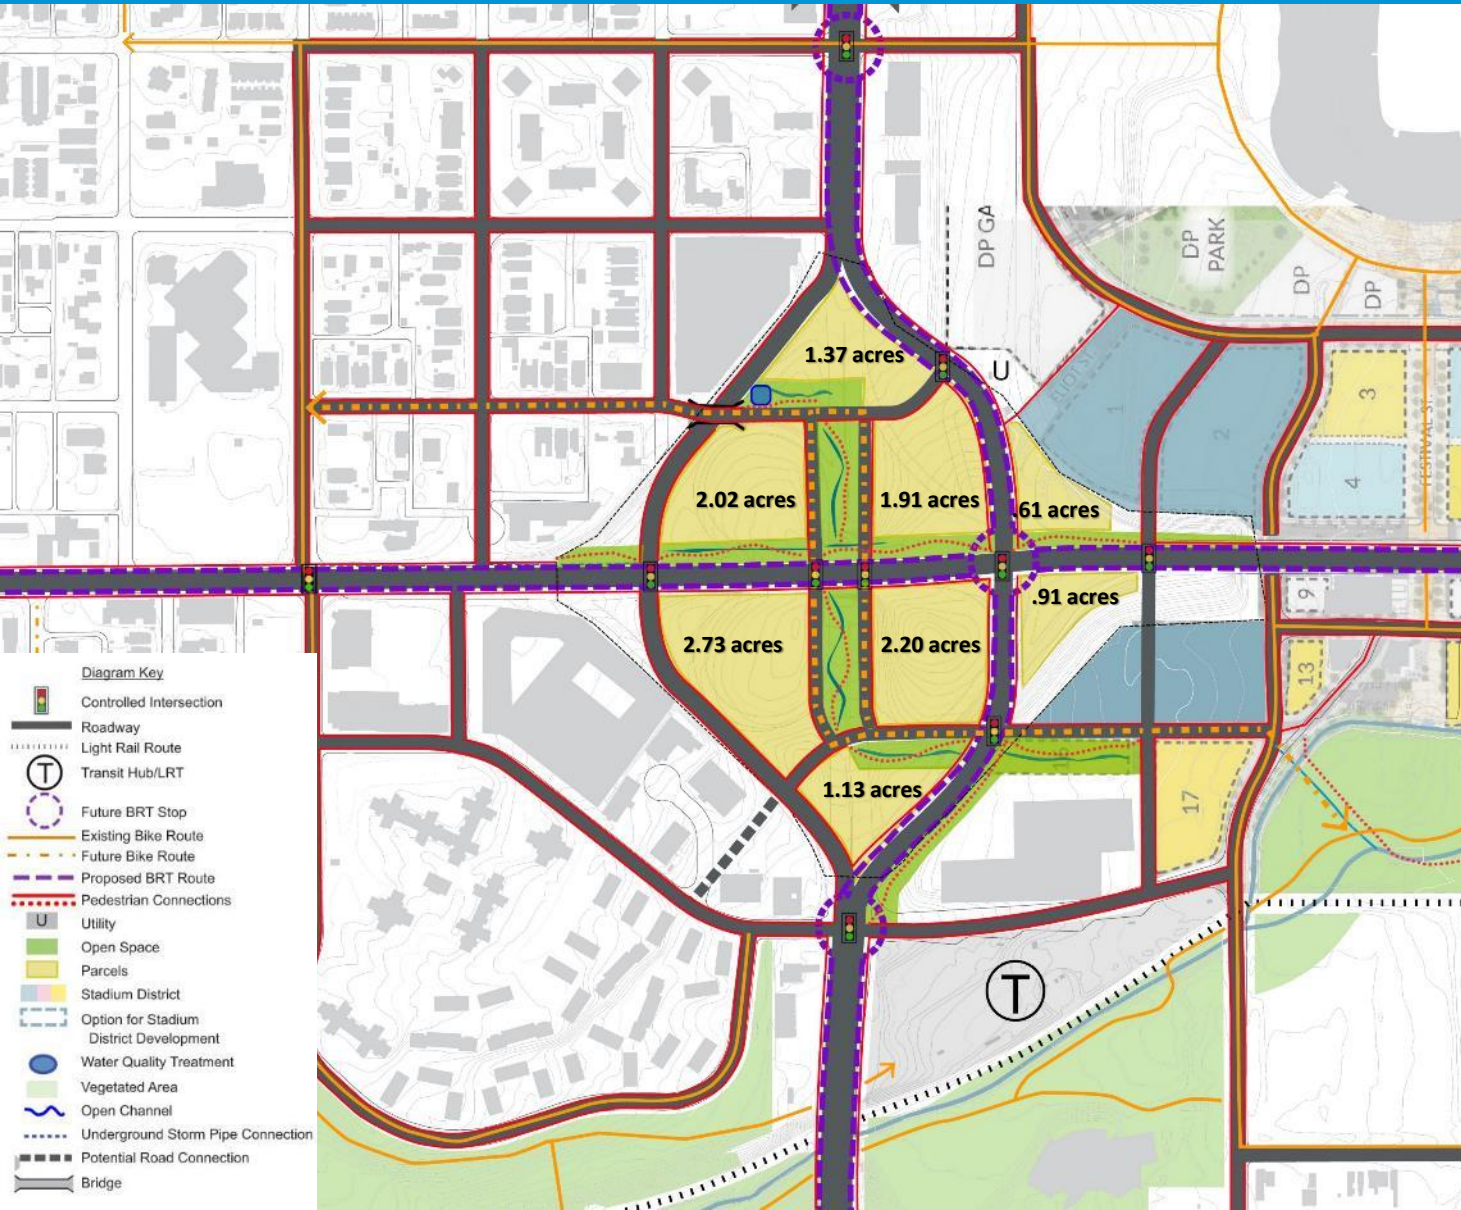 DP GA
DP
PARK
DP
DP
1.37 acres
U
ELIOT ST.
1
2
3
4
2.02 acres
1.91 acres
.61 acres
.91 acres
9
2.73 acres
2.20 acres
13
1.13 acres
17
T
Diagram Key
Controlled Intersection
Roadway
Light Rail Route
T
Transit Hub/LRT
Future BRT Stop
Existing Bike Route
Future Bike Route
Proposed BRT Route
Pedestrian Connections
U
Utility
Open Space
Parcels
Stadium District
Option for Stadium
District Development
Water Quality Treatment
Vegetated Area
Open Channel
Underground Storm Pipe Connection
Potential Road Connection
Bridge